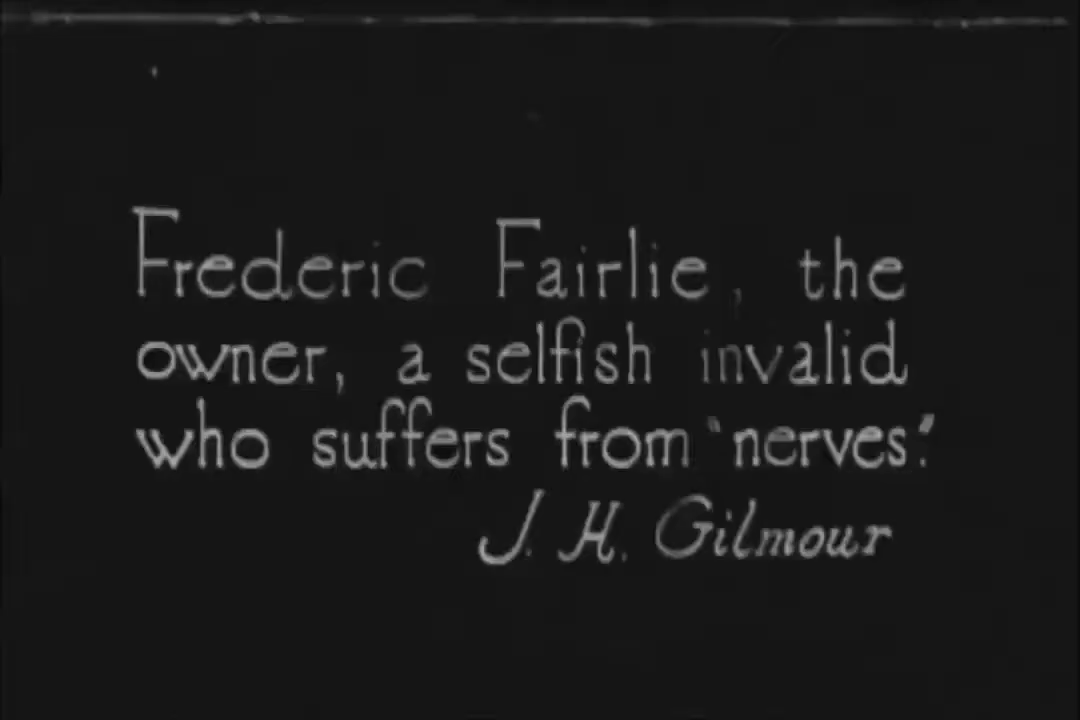 Frederic Fairlie, the
owner, a selfish invalid
who suffers from "nerves."
J. H. Gilmour